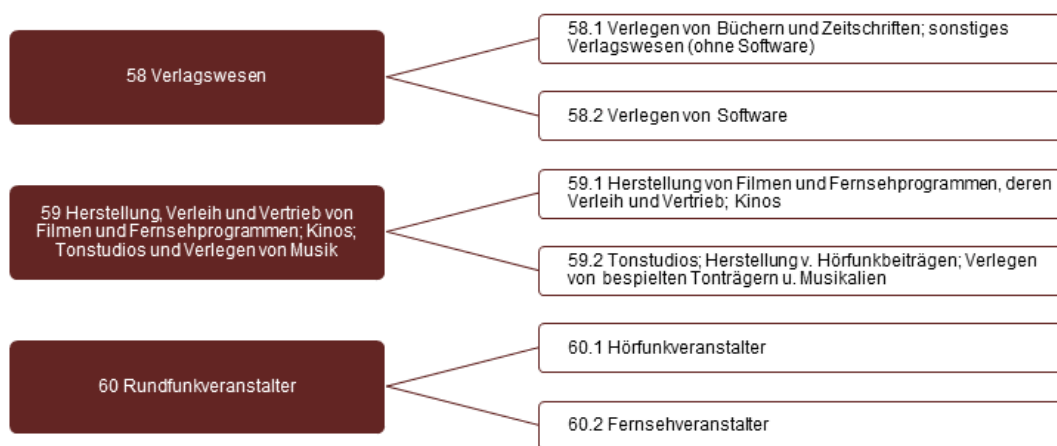 58 Verlagswesen
58.1 Verlegen von Büchern und Zeitschriften; sonstiges
Verlagswesen (ohne Software)
58.2 Verlegen von Software
59 Herstellung, Verleih und Vertrieb von
Filmen und Fernsehprogrammen; Kinos;
Tonstudios und Verlegen von Musik
59.1 Herstellung von Filmen und Fernsehprogrammen, deren
Verleih und Vertrieb; Kinos
59.2 Tonstudios; Herstellung v. Hörfunkbeiträgen; Verlegen
von bespielten Tonträgern u. Musikalien
60 Rundfunkveranstalter
60.1 Hörfunkveranstalter
60.2 Fernsehveranstalter